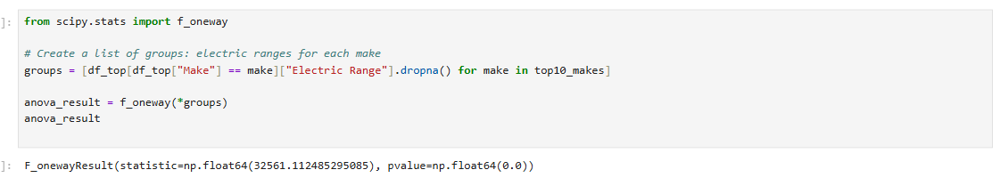 ]:
from scipy.stats import f_oneway
# Create a list of groups: electric ranges for each make
groups = [df_top[df_top["Make"] == make]["Electric Range"].dropna() for make in top10_makes]
anova_result = f_oneway(*groups)
anova_result
]:
F_onewayResult(statistic=np.float64(32561.112485295085), pvalue=np.float64(0.0))